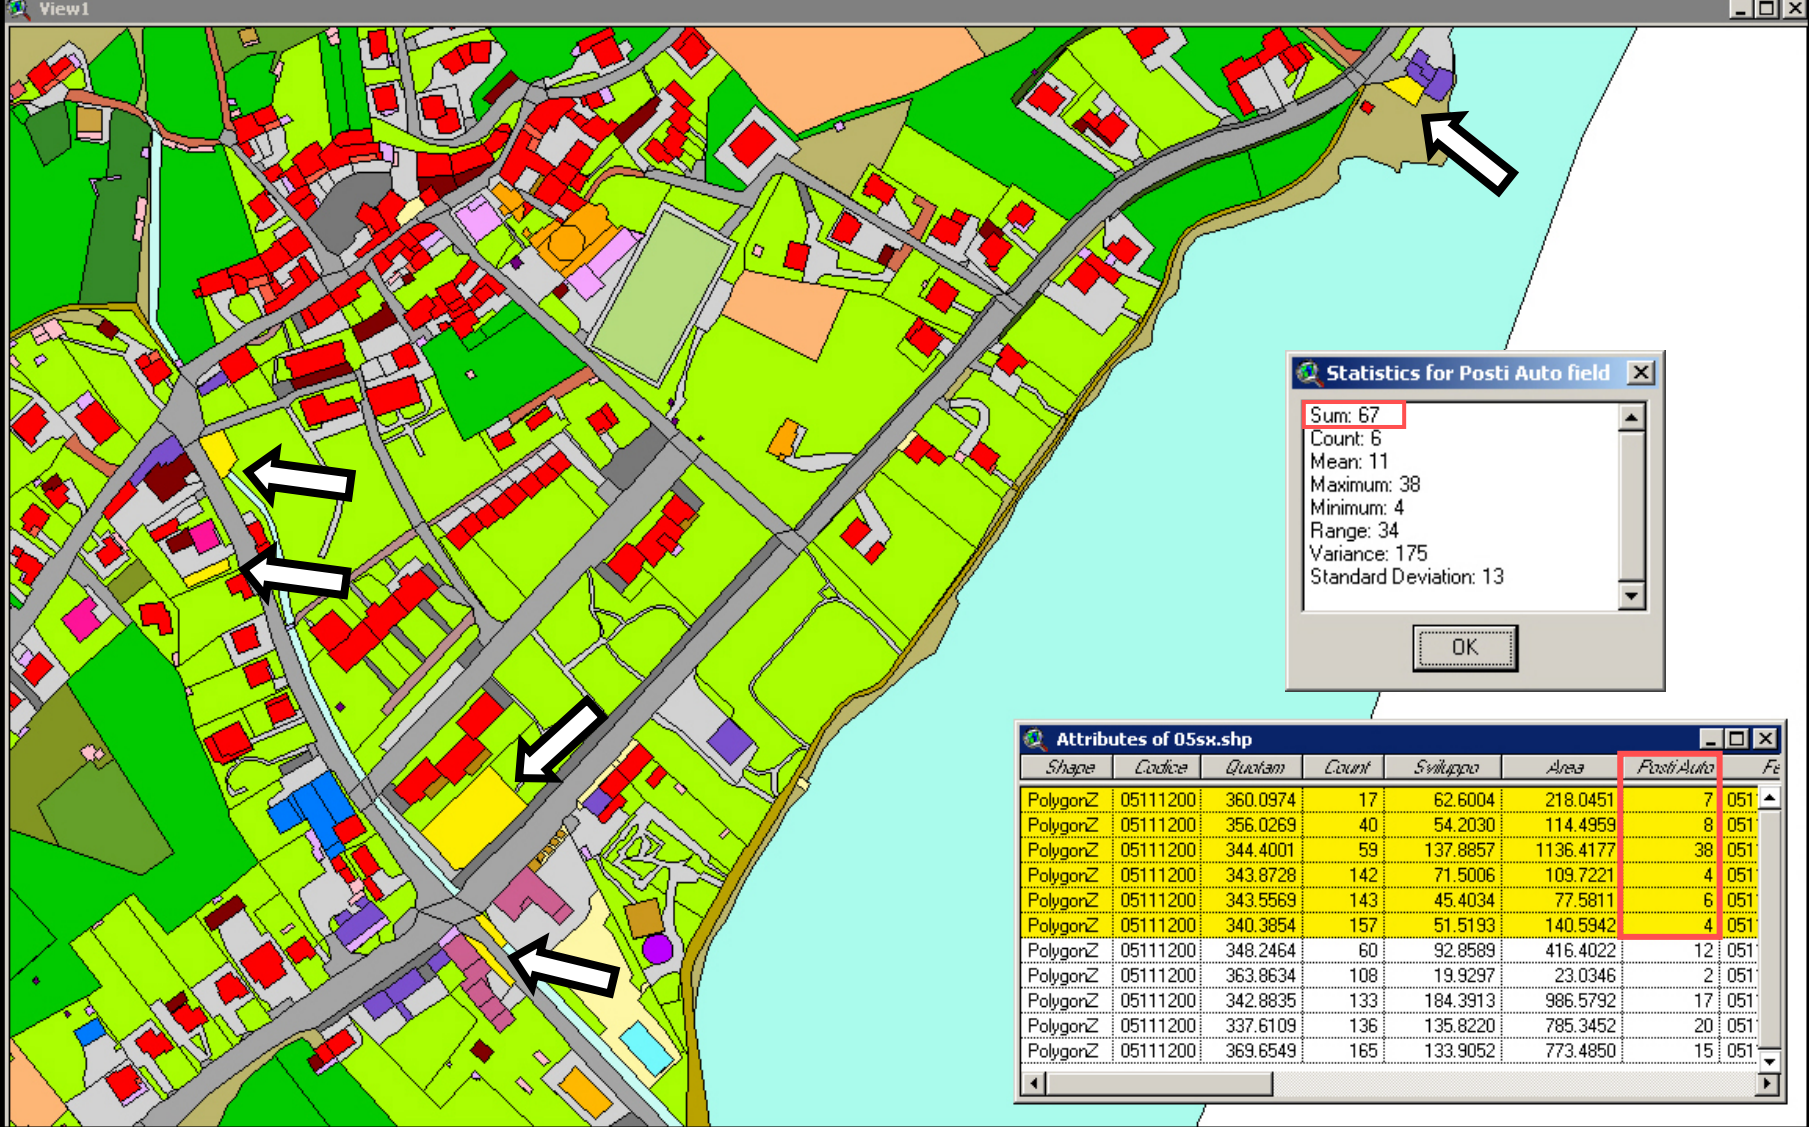 View1
Statistics for Posti Auto field
Sum: 67
Count: 6
Mean: 11
Maximum: 38
Minimum: 4
Range: 34
Variance: 175
Standard Deviation: 13
OK
Attributes of 05sx.shp
Shape Codice Quotam Count Sviluppo Area Posti Auto Fe
PolygonZ 05111200 360.0974 17 62.6004 218.0451 7 051
PolygonZ 05111200 356.0269 40 54.2030 114.4959 8 051
PolygonZ 05111200 344.4001 59 137.8857 1136.4177 38 051
PolygonZ 05111200 343.8728 142 71.5006 109.7221 4 051
PolygonZ 05111200 343.5569 143 45.4034 77.5811 6 051
PolygonZ 05111200 340.3854 157 51.5193 140.5942 4 051
PolygonZ 05111200 348.2464 60 92.8589 416.4022 12 051
PolygonZ 05111200 363.8634 108 19.9297 23.0346 2 051
PolygonZ 05111200 342.8835 133 184.3913 986.5792 17 051
PolygonZ 05111200 337.6109 136 135.8220 785.3452 20 051
PolygonZ 05111200 369.6549 165 133.9052 773.4850 15 051